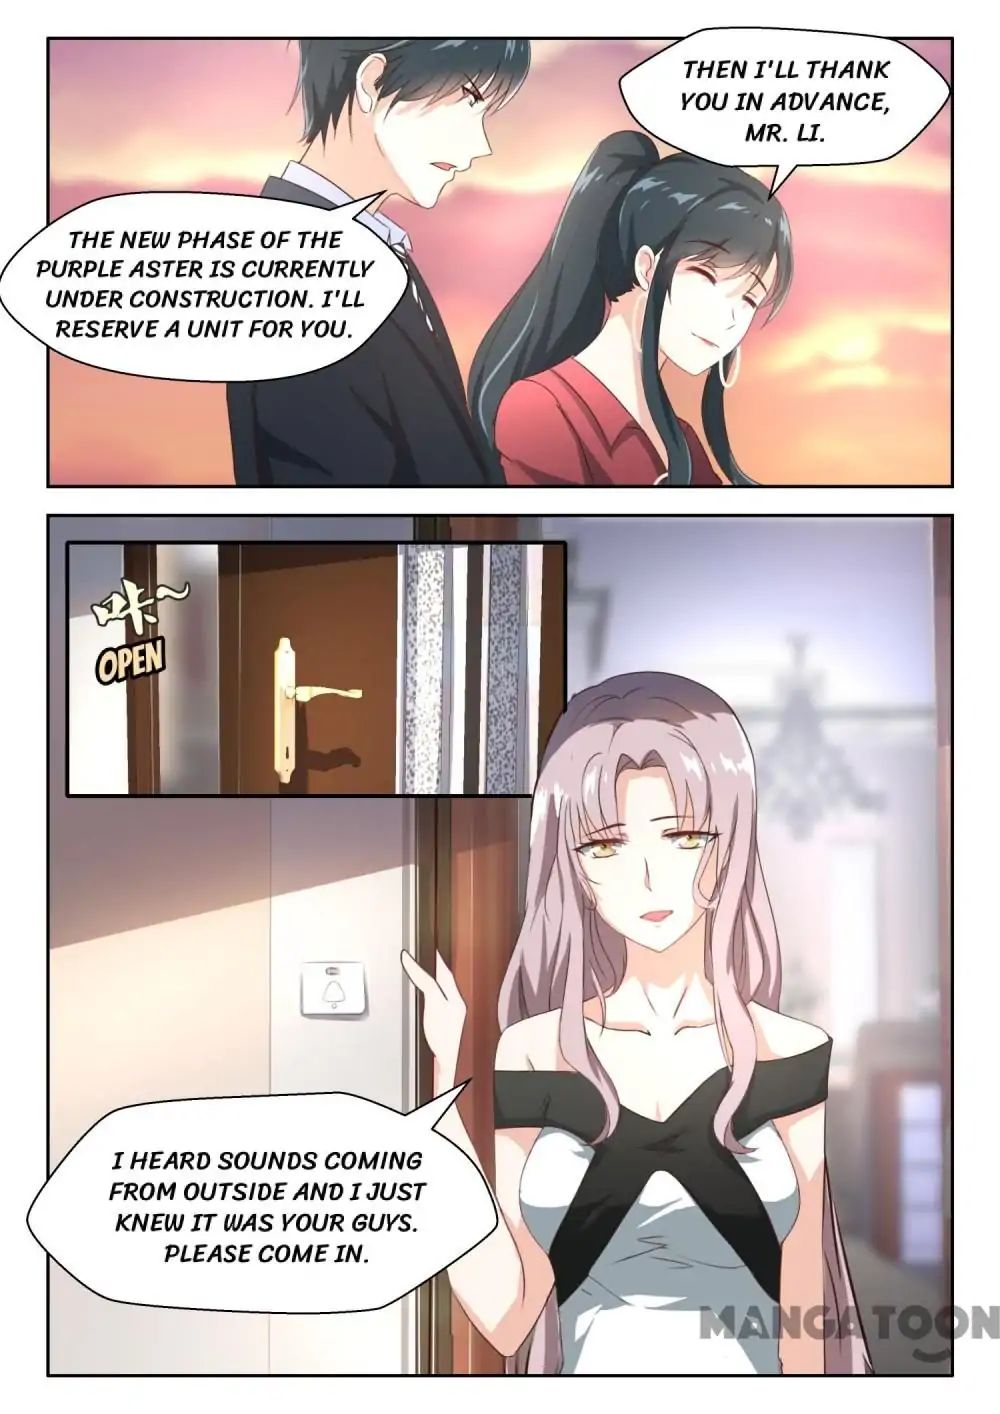 THEN I'LL THANK
YOU IN ADVANCE,
MR. LI.
THE NEW PHASE OF THE
PURPLE ASTER IS CURRENTLY
UNDER CONSTRUCTION. I'LL
RESERVE A UNIT FOR YOU.
咔~
OPEN
I HEARD SOUNDS COMING
FROM OUTSIDE AND I JUST
KNEW IT WAS YOUR GUYS.
PLEASE COME IN.
MANGA TOON